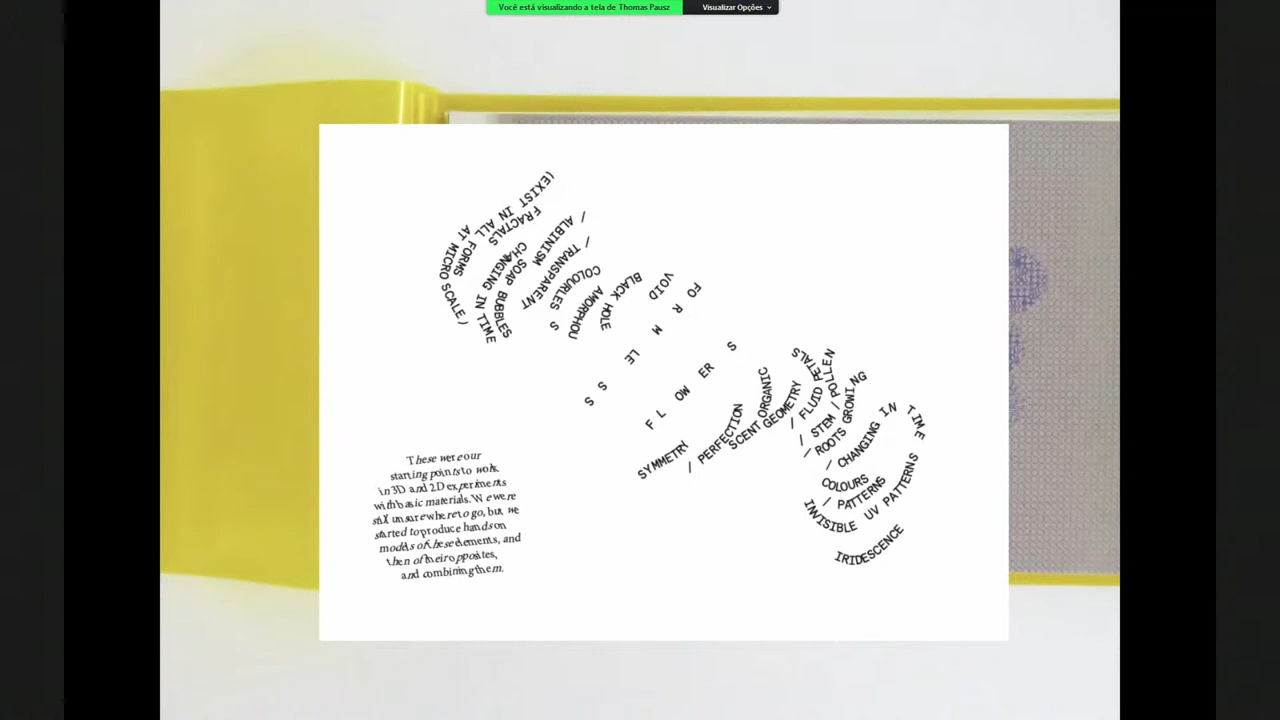 Você está visualizando a tela de Thomas Pausz
Visualizar Opções
(EXIST IN ALL FORMS
AT MICRO SCALE)
FRACTALS
CHANGING IN TIME
SOAP BUBBLES
/ ALBINISM
/ TRANSPARENT
COLOURLES S
AMORPHOU
BLACK HOLE
VOID
FO R M LE S S
F L OW ER S
SYMMETRY
/ PERFECTION
SCENT ORGANIC
GEOMETRY
PETALS
/ FLUID
/ STEM / POLLEN
/ ROOTS GROWING
/ CHANGING IN TIME
COLOURS
/ PATTERNS
INVISIBLE UV PATTERNS
IRIDESCENCE
These were our
starting points to work
in 3D and 2D experiments
with basic materials. We were
still unsure where to go, but we
started to produce hands on
models of these elements, and
then of their opposites,
and combining them.